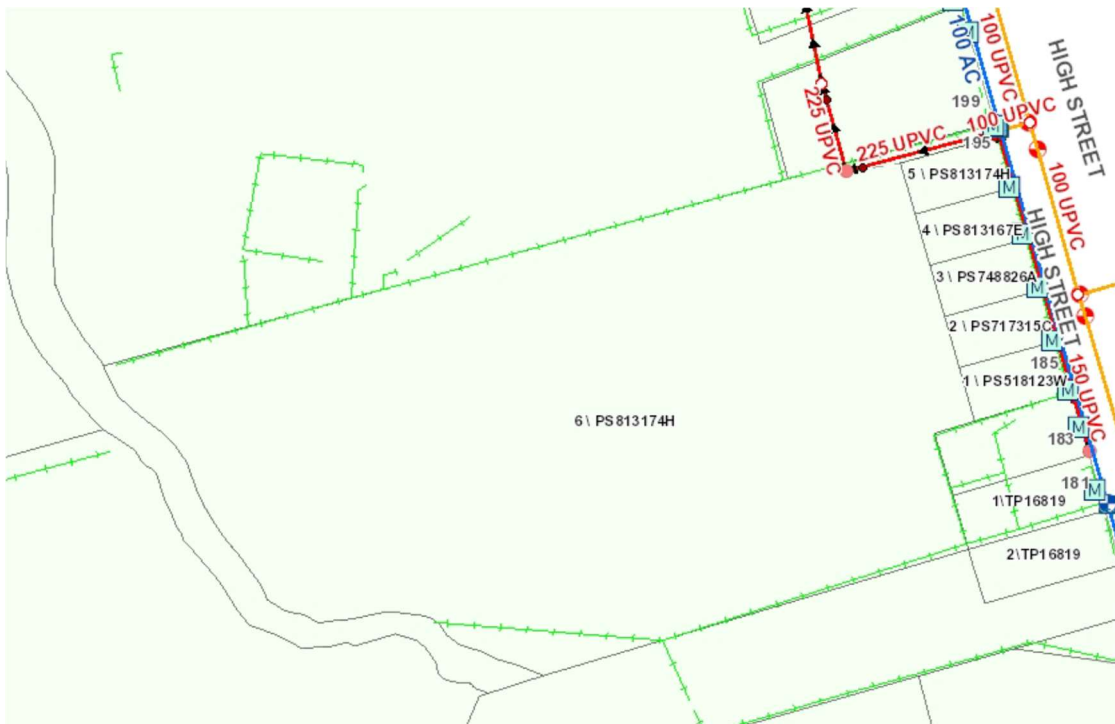 100 AC
100 UPVC
HIGH STREET
199
100 UPVC
225 UPVC
225 UPVC
195
5 \ PS813174H
100 UPVC
4 \ PS813167E
HIGH STREET
3 \ PS748826A
2 \ PS717315C
185
150 UPVC
1 \ PS518123W
6 \ PS813174H
183
181
1\TP16819
2\TP16819
M
M
M
M
M
M
M
M
M